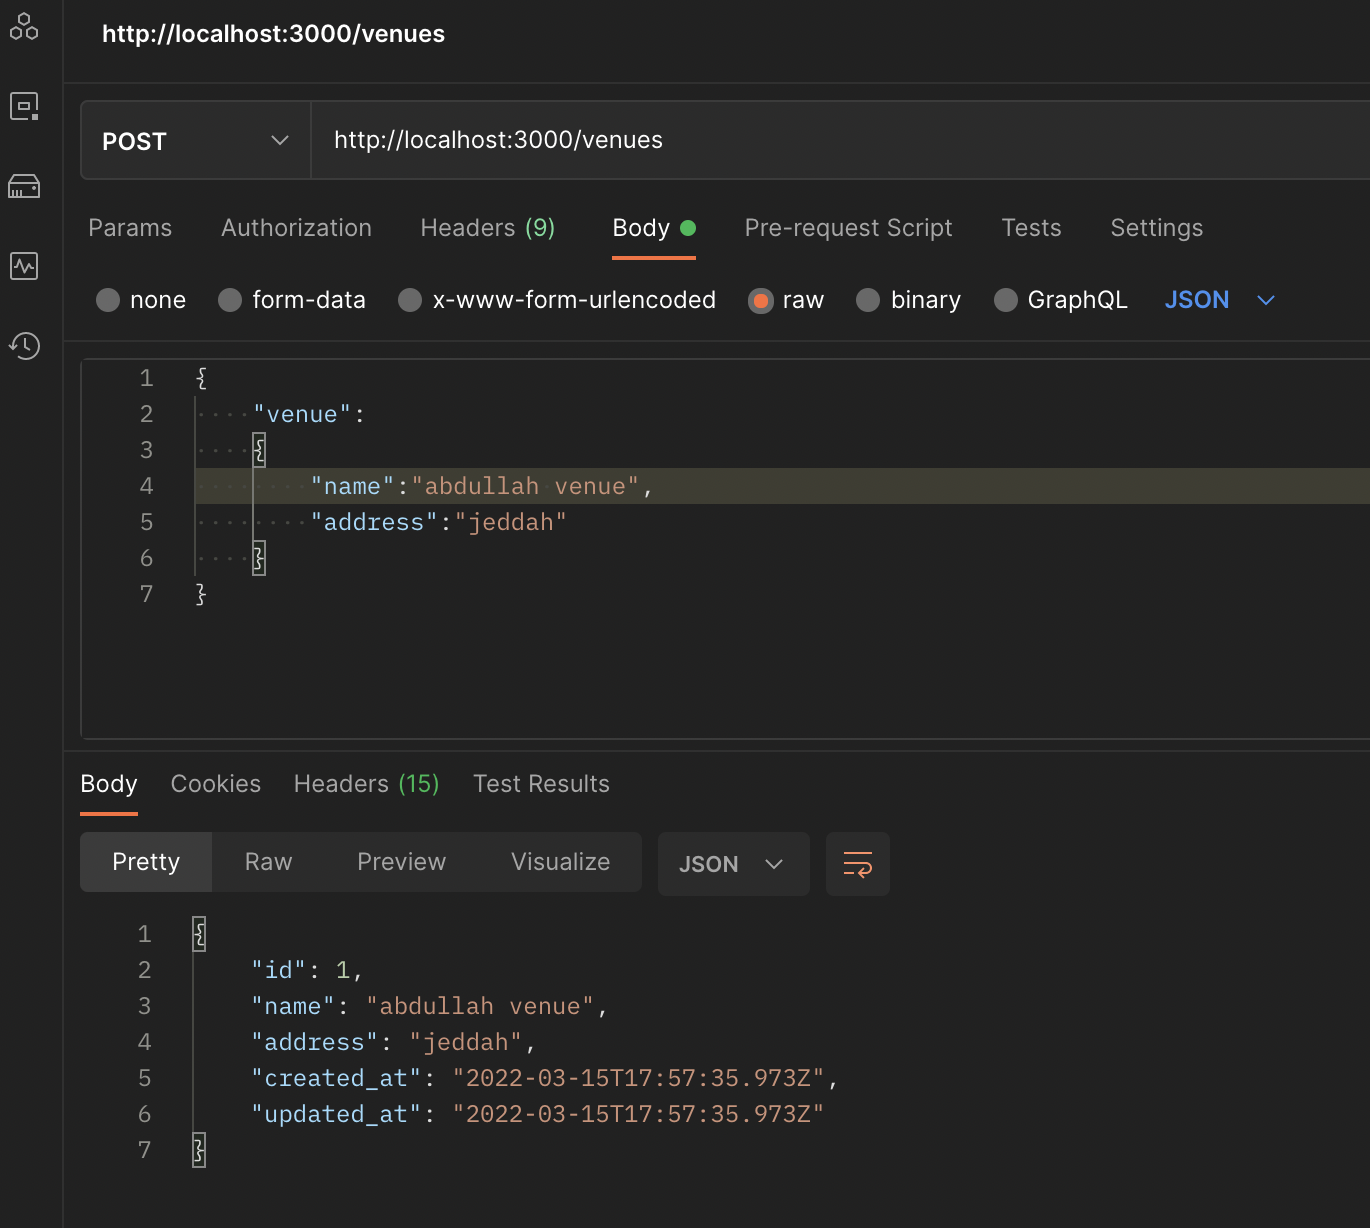 http://localhost:3000/venues
POST http://localhost:3000/venues
Params Authorization Headers (9) Body Pre-request Script Tests Settings
none form-data x-www-form-urlencoded raw binary GraphQL JSON
1 {
2 "venue":
3 {
4 "name":"abdullah venue",
5 "address":"jeddah"
6 }
7 }
Body Cookies Headers (15) Test Results
Pretty Raw Preview Visualize JSON
1 {
2 "id": 1,
3 "name": "abdullah venue",
4 "address": "jeddah",
5 "created_at": "2022-03-15T17:57:35.973Z",
6 "updated_at": "2022-03-15T17:57:35.973Z"
7 }